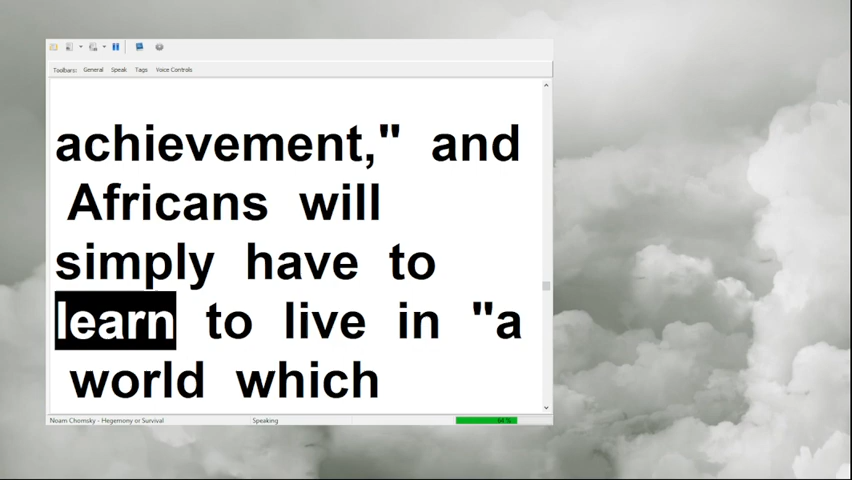 Toolbars: General Speak Tags Voice Controls
achievement," and
Africans will
simply have to
learn to live in "a
world which
Noam Chomsky - Hegemony or Survival Speaking 64 %